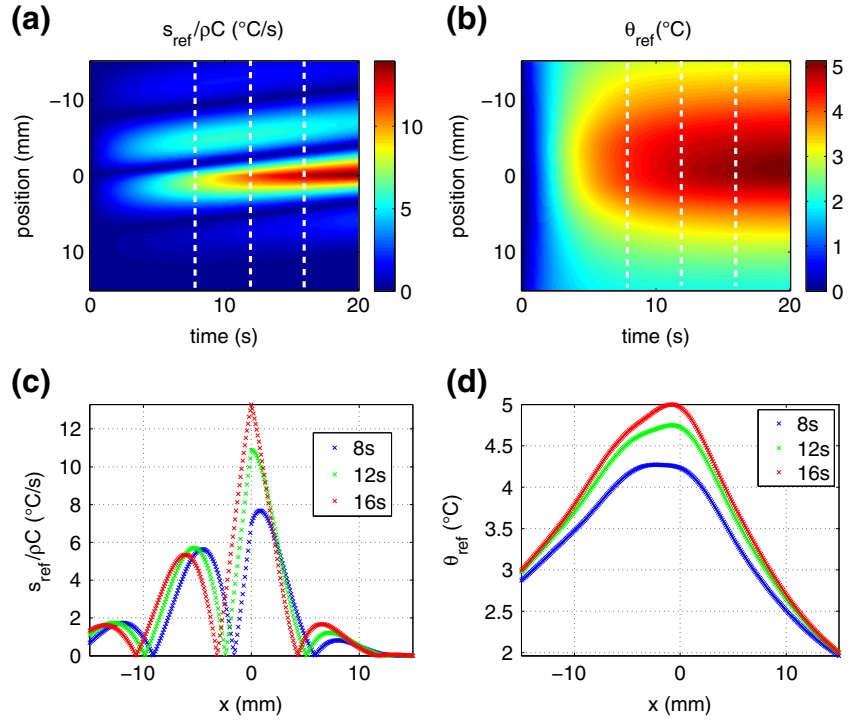 (a)
s_ref/ρC (°C/s)
position (mm)
−10
0
10
0
10
20
time (s)
10
5
0
(b)
θ_ref(°C)
position (mm)
−10
0
10
0
10
20
time (s)
5
4
3
2
1
0
(c)
s_ref/ρC (°C/s)
12
10
8
6
4
2
0
−10
0
10
x (mm)
8s
12s
16s
(d)
θ_ref (°C)
5
4.5
4
3.5
3
2.5
2
−10
0
10
x (mm)
8s
12s
16s